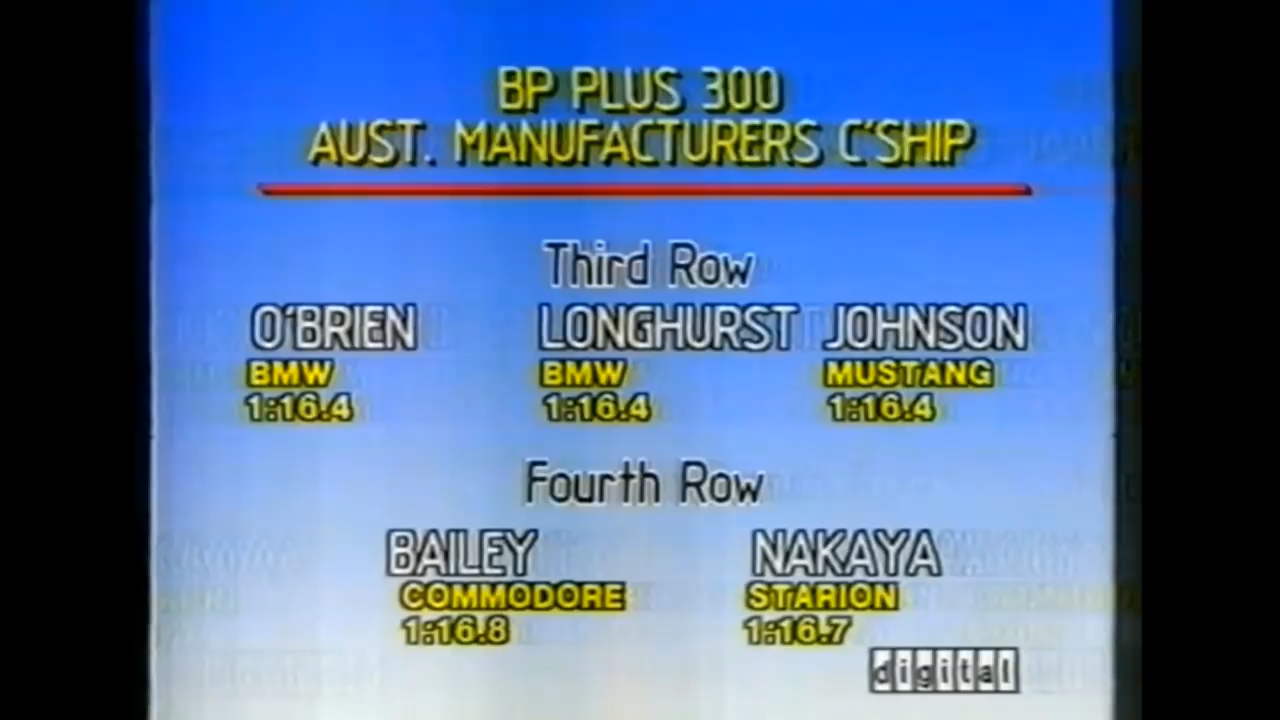 BP PLUS 300
AUST. MANUFACTURERS C'SHIP
Third Row
O'BRIEN LONGHURST JOHNSON
BMW BMW MUSTANG
1:16.4 1:16.4 1:16.4
Fourth Row
BAILEY NAKAYA
COMMODORE STARION
1:16.8 1:16.7
digital